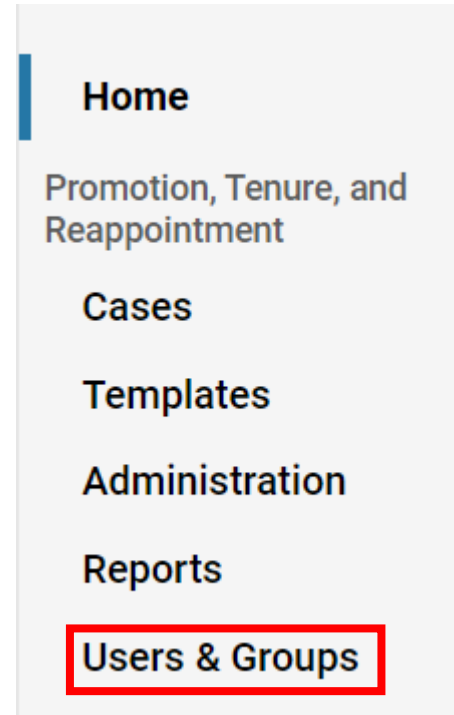 Home
Promotion, Tenure, and
Reappointment
Cases
Templates
Administration
Reports
Users & Groups